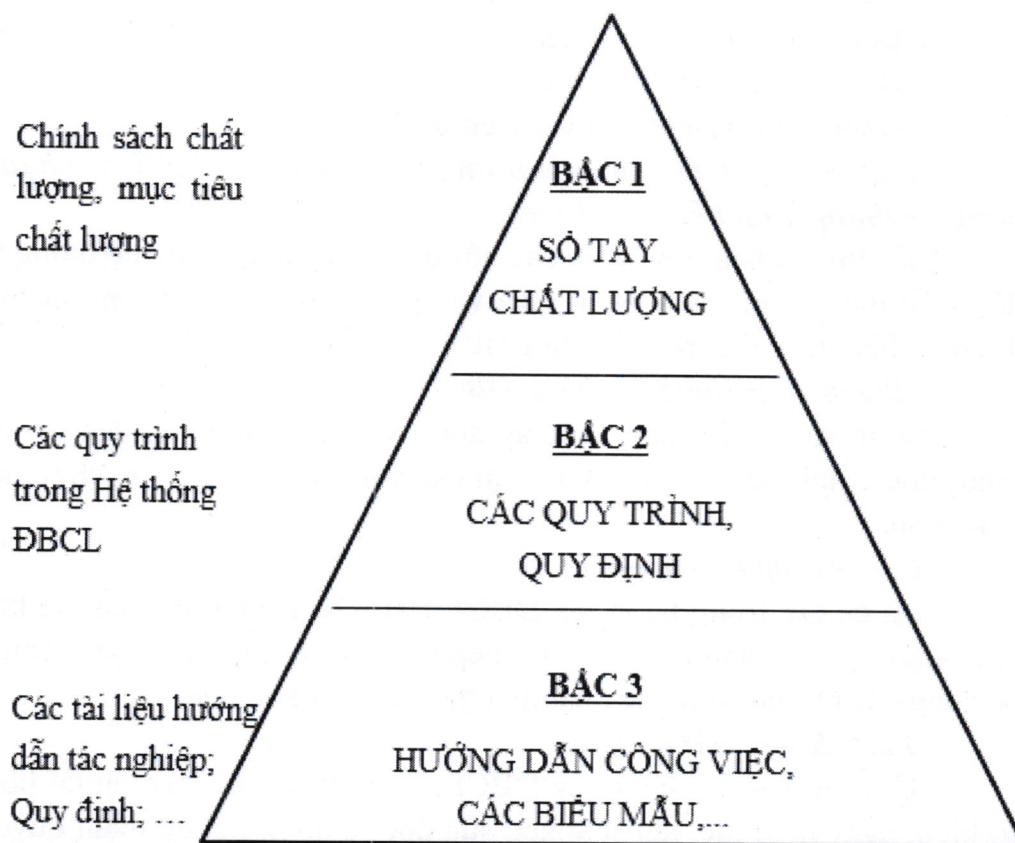 Chính sách chất
lượng, mục tiêu
chất lượng
BẬC 1
SỔ TAY
CHẤT LƯỢNG
Các quy trình
trong Hệ thống
ĐBCL
BẬC 2
CÁC QUY TRÌNH,
QUY ĐỊNH
Các tài liệu hướng
dẫn tác nghiệp;
Quy định; ...
BẬC 3
HƯỚNG DẪN CÔNG VIỆC,
CÁC BIỂU MẪU,...